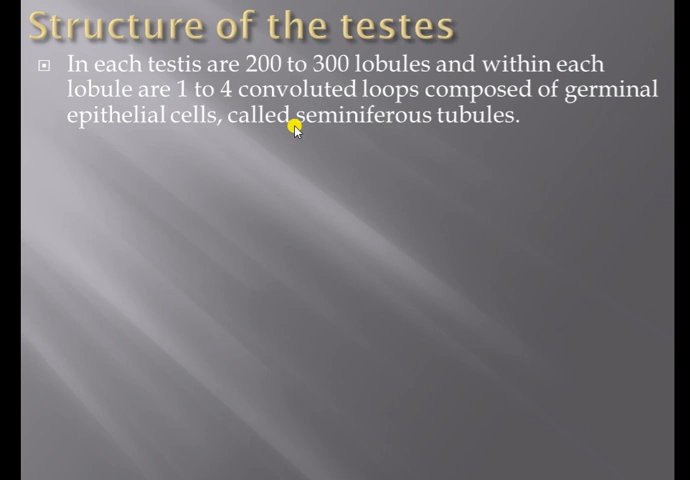 Structure of the testes
In each testis are 200 to 300 lobules and within each
lobule are 1 to 4 convoluted loops composed of germinal
epithelial cells, called seminiferous tubules.